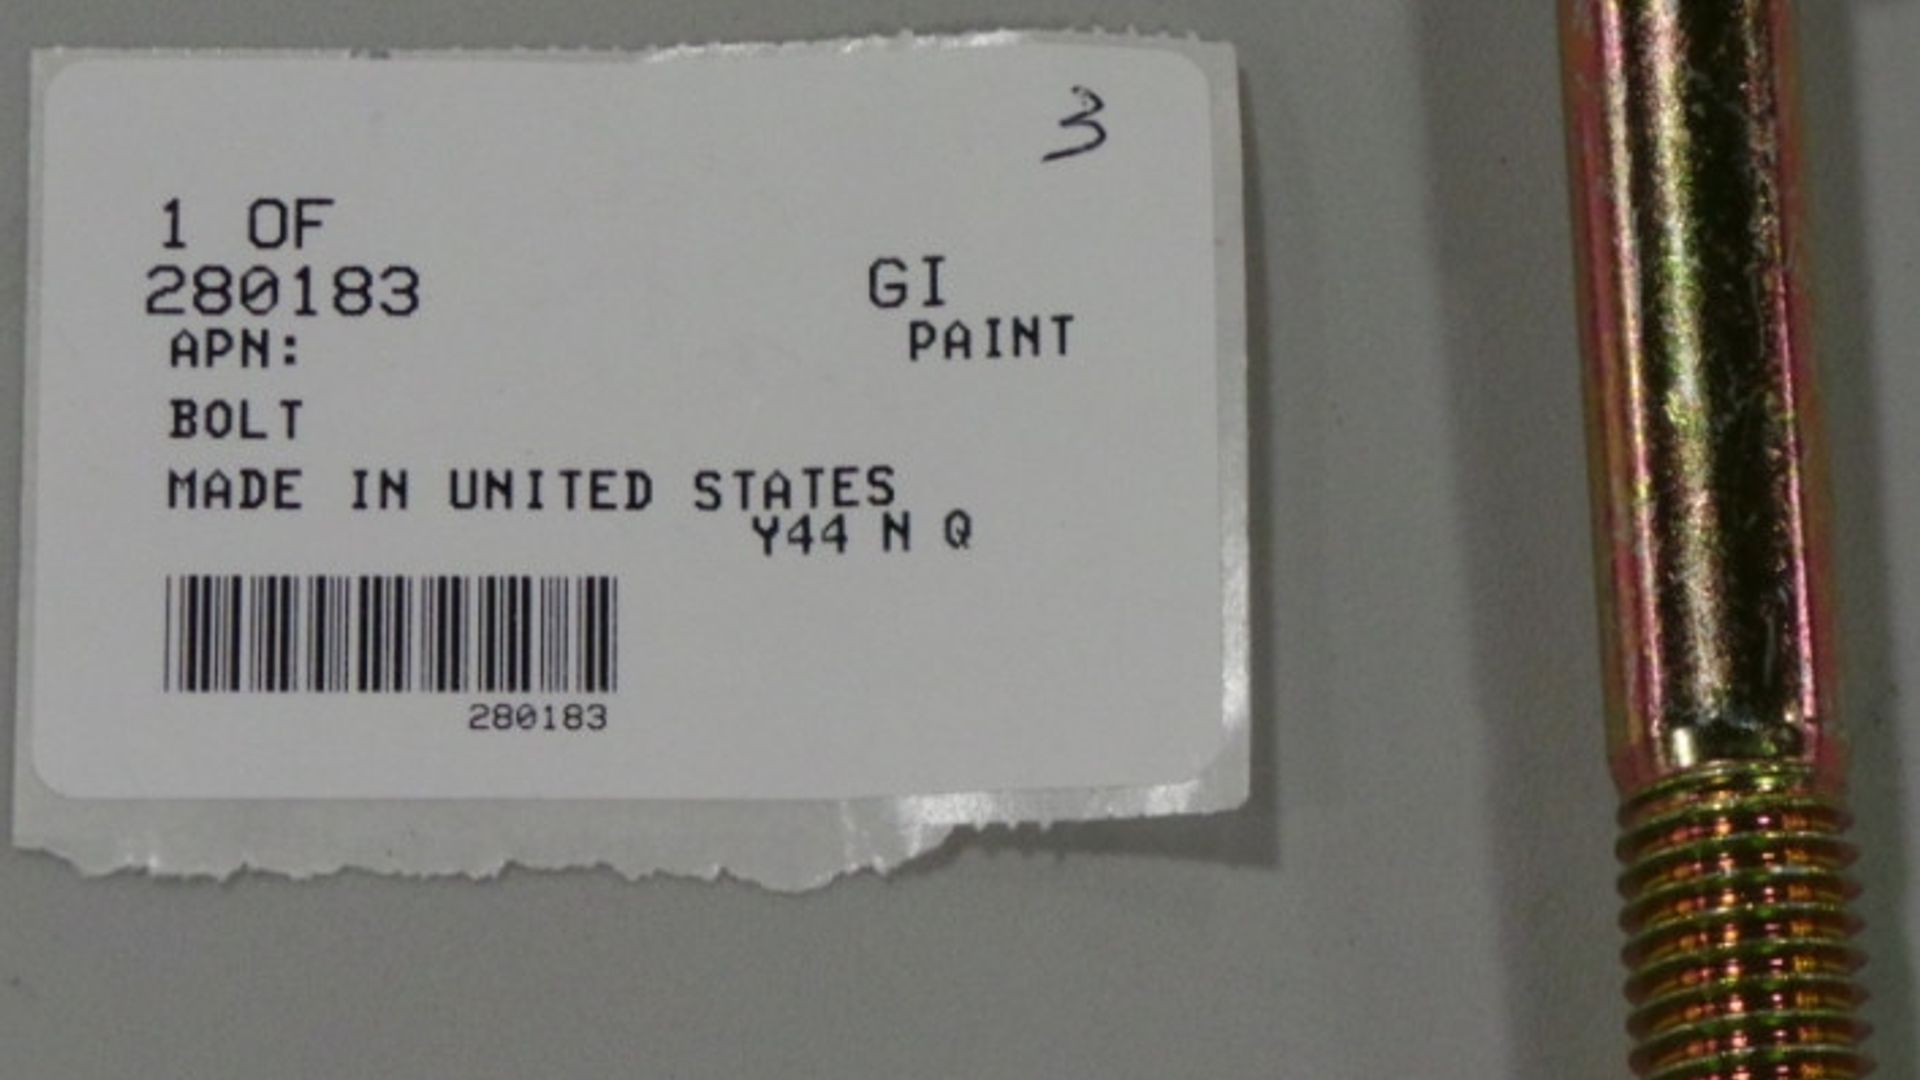 3
1 OF
280183 GI
APN: PAINT
BOLT
MADE IN UNITED STATES
Y44 N Q
280183